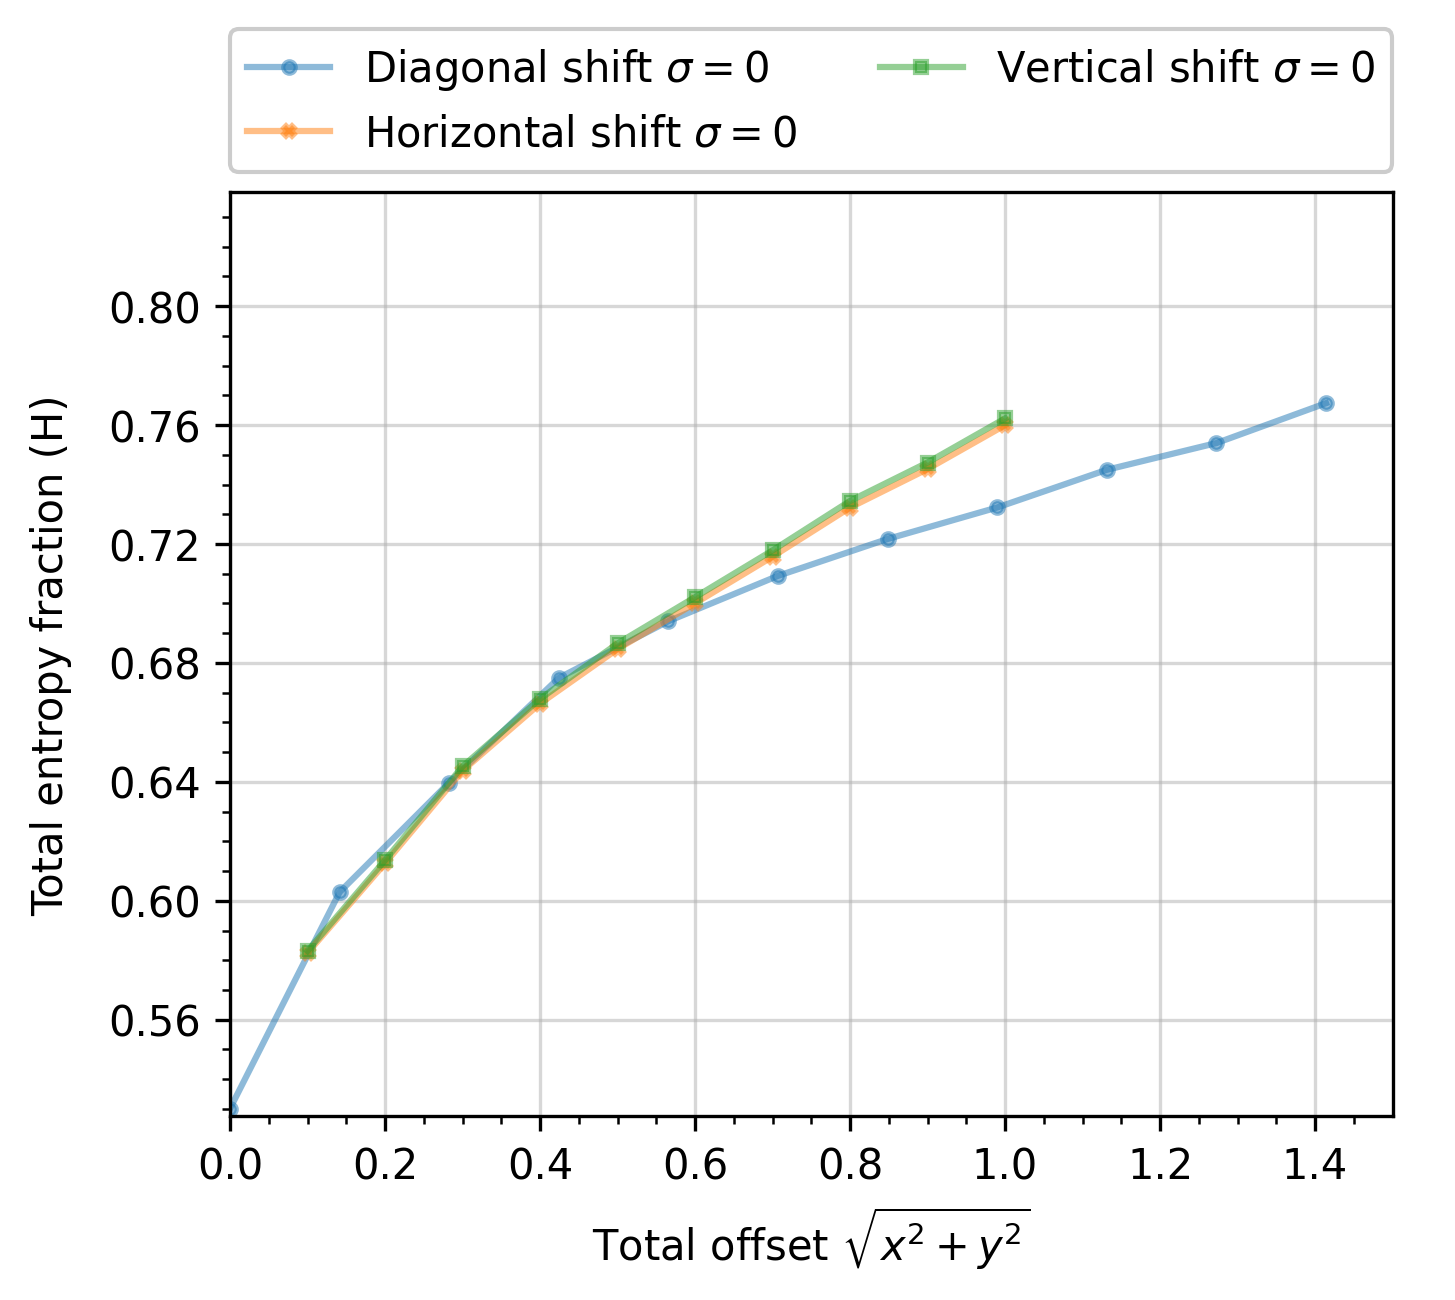 Diagonal shift σ = 0
Horizontal shift σ = 0
Vertical shift σ = 0
0.80
0.76
0.72
0.68
0.64
0.60
0.56
Total entropy fraction (H)
0.0 0.2 0.4 0.6 0.8 1.0 1.2 1.4
Total offset √x² + y²